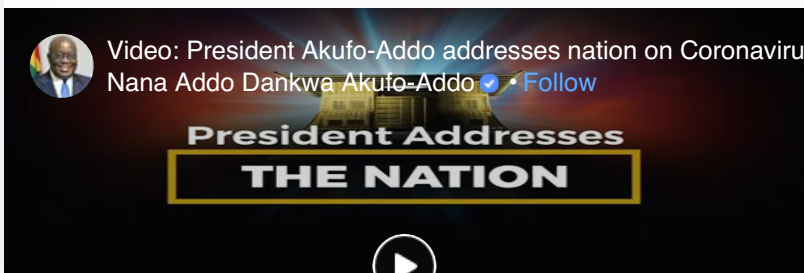 Video: President Akufo-Addo addresses nation on Coronaviru
Nana Addo Dankwa Akufo-Addo • Follow
President Addresses
THE NATION